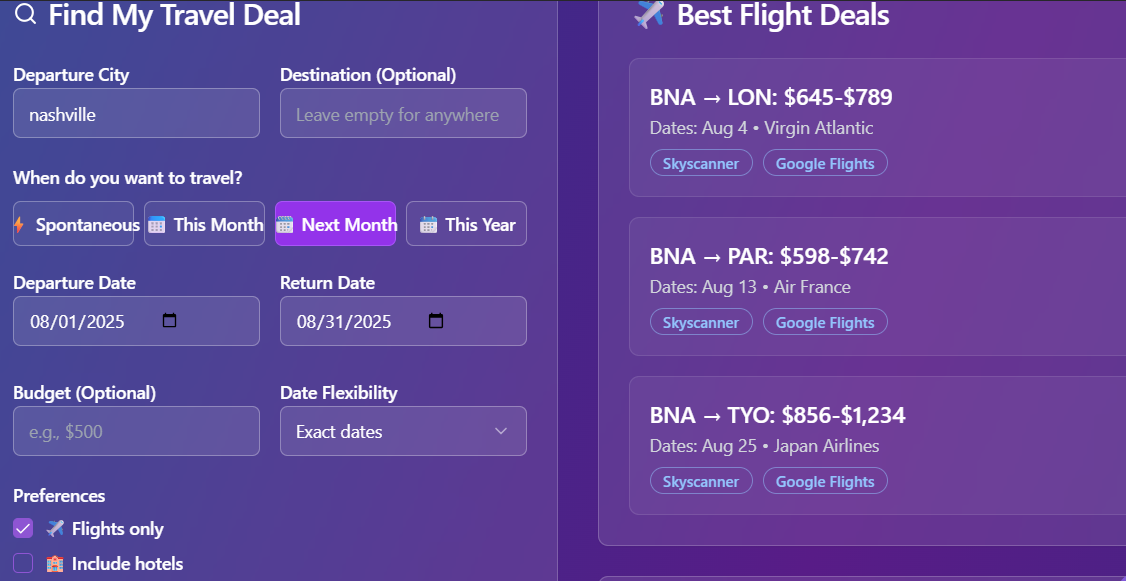 Find My Travel Deal
Departure City
Destination (Optional)
nashville
Leave empty for anywhere
When do you want to travel?
Spontaneous
This Month
Next Month
This Year
Departure Date
Return Date
08/01/2025
08/31/2025
Budget (Optional)
Date Flexibility
e.g., $500
Exact dates
Preferences
Flights only
Include hotels
Best Flight Deals
BNA → LON: $645-$789
Dates: Aug 4 • Virgin Atlantic
Skyscanner
Google Flights
BNA → PAR: $598-$742
Dates: Aug 13 • Air France
Skyscanner
Google Flights
BNA → TYO: $856-$1,234
Dates: Aug 25 • Japan Airlines
Skyscanner
Google Flights